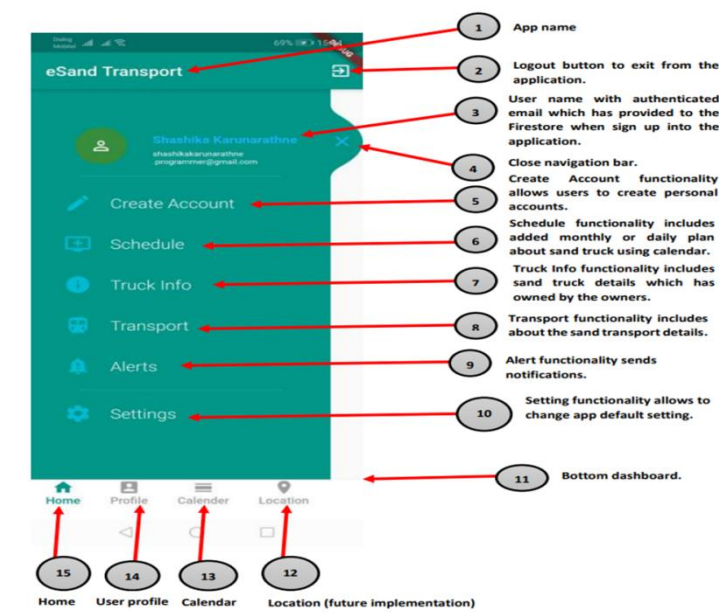 1 App name
Dialog
Mobitel 69% 15:54
eSand Transport
2 Logout button to exit from the
application.
3 User name with authenticated
email which has provided to the
Firestore when sign up into the
application.
Shashika Karunarathne
shashikakarunarathne
.programmer@gmail.com
4 Close navigation bar.
Create Account
5 Create Account functionality
allows users to create personal
accounts.
Schedule
6 Schedule functionality includes
added monthly or daily plan
about sand truck using calendar.
Truck Info
7 Truck Info functionality includes
sand truck details which has
owned by the owners.
Transport
8 Transport functionality includes
about the sand transport details.
Alerts
9 Alert functionality sends
notifications.
Settings
10 Setting functionality allows to
change app default setting.
11 Bottom dashboard.
Home Profile Calender Location
15 14 13 12
Home User profile Calendar Location (future implementation)